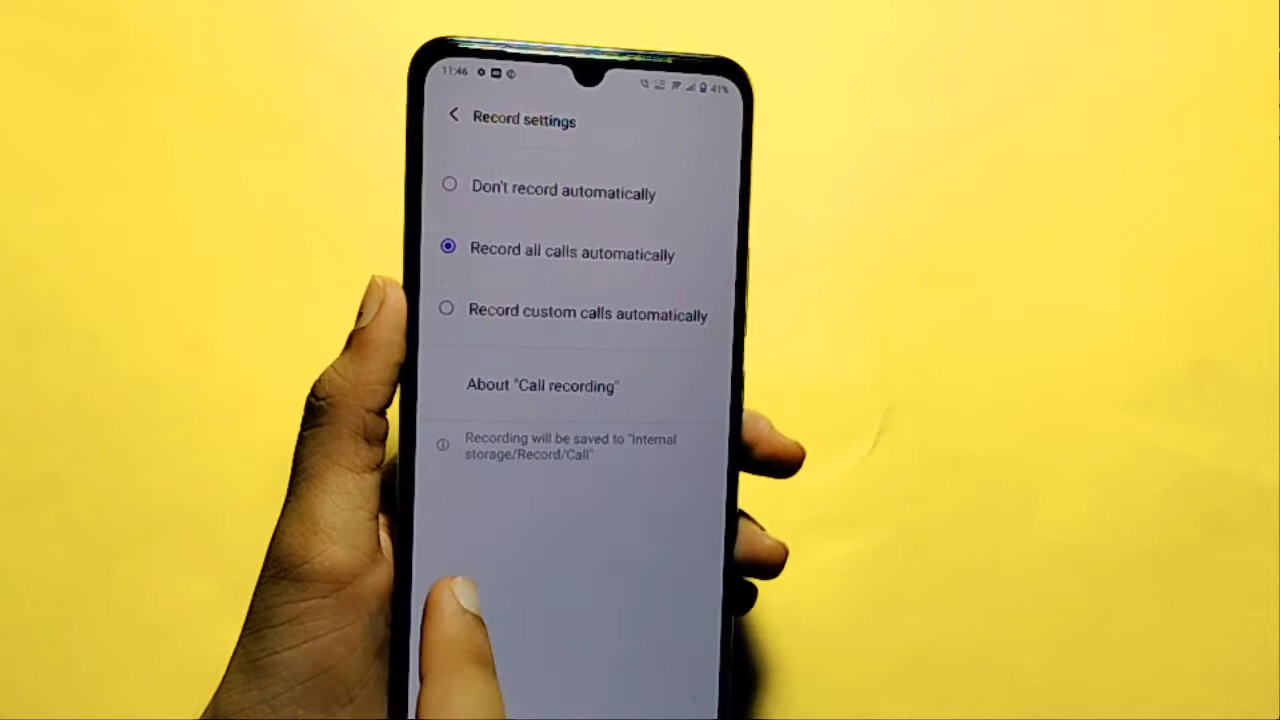 11:46 41%
Record settings
Don't record automatically
Record all calls automatically
Record custom calls automatically
About "Call recording"
Recording will be saved to "Internal
storage/Record/Call"